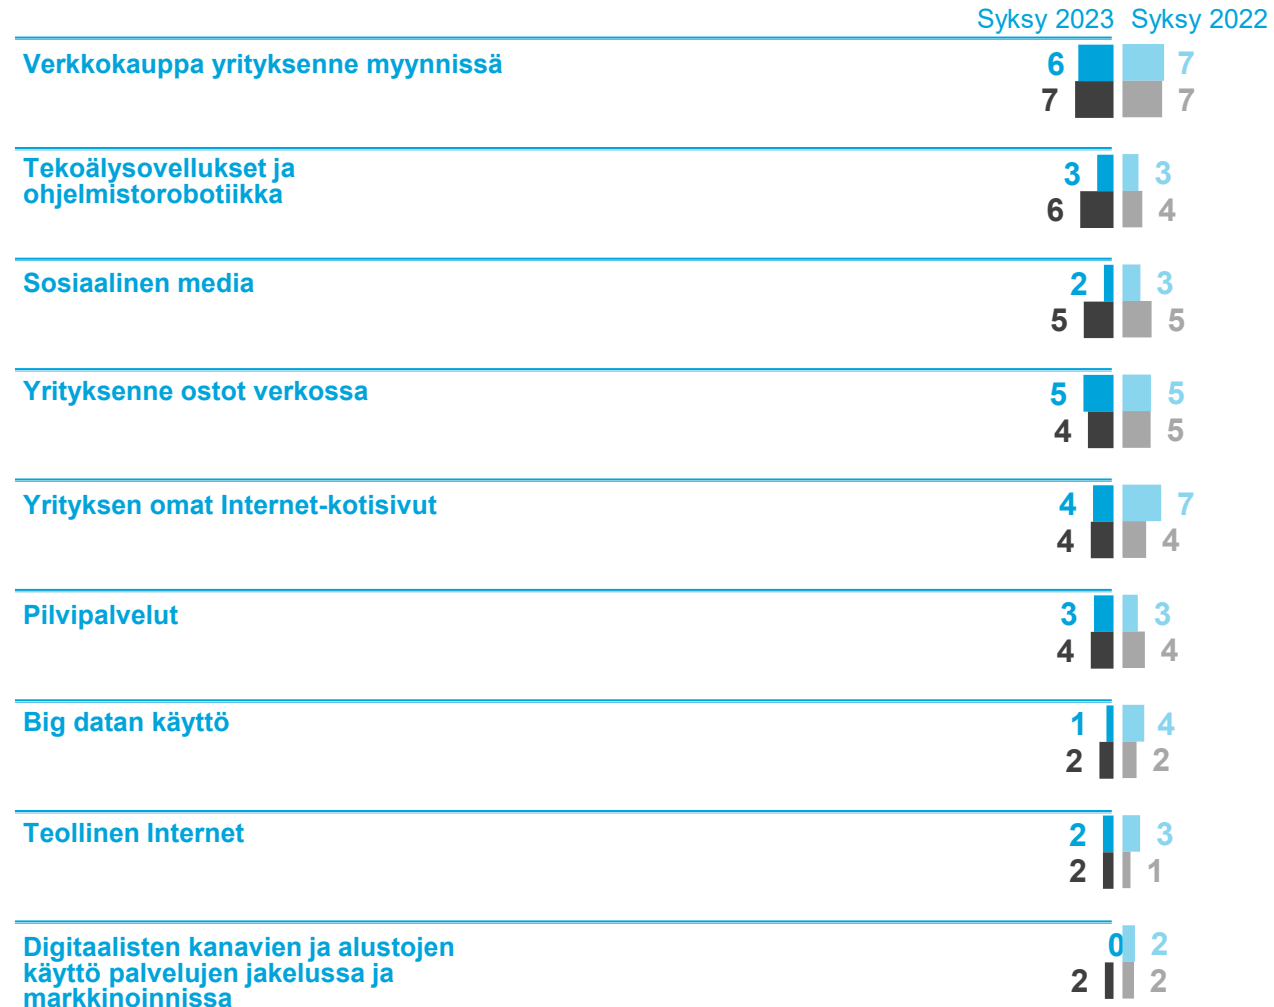 Syksy 2023 Syksy 2022
Verkkokauppa yrityksenne myynnissä 6 7
7 7
Tekoälysovellukset ja
ohjelmistorobotiikka
3 3
6 4
Sosiaalinen media 2 3
5 5
Yrityksenne ostot verkossa 5 5
4 5
Yrityksen omat Internet-kotisivut 4 7
4 4
Pilvipalvelut 3 3
4 4
Big datan käyttö 1 4
2 2
Teollinen Internet 2 3
2 1
Digitaalisten kanavien ja alustojen 0 2
käyttö palvelujen jakelussa ja
2 2
markkinoinnissa